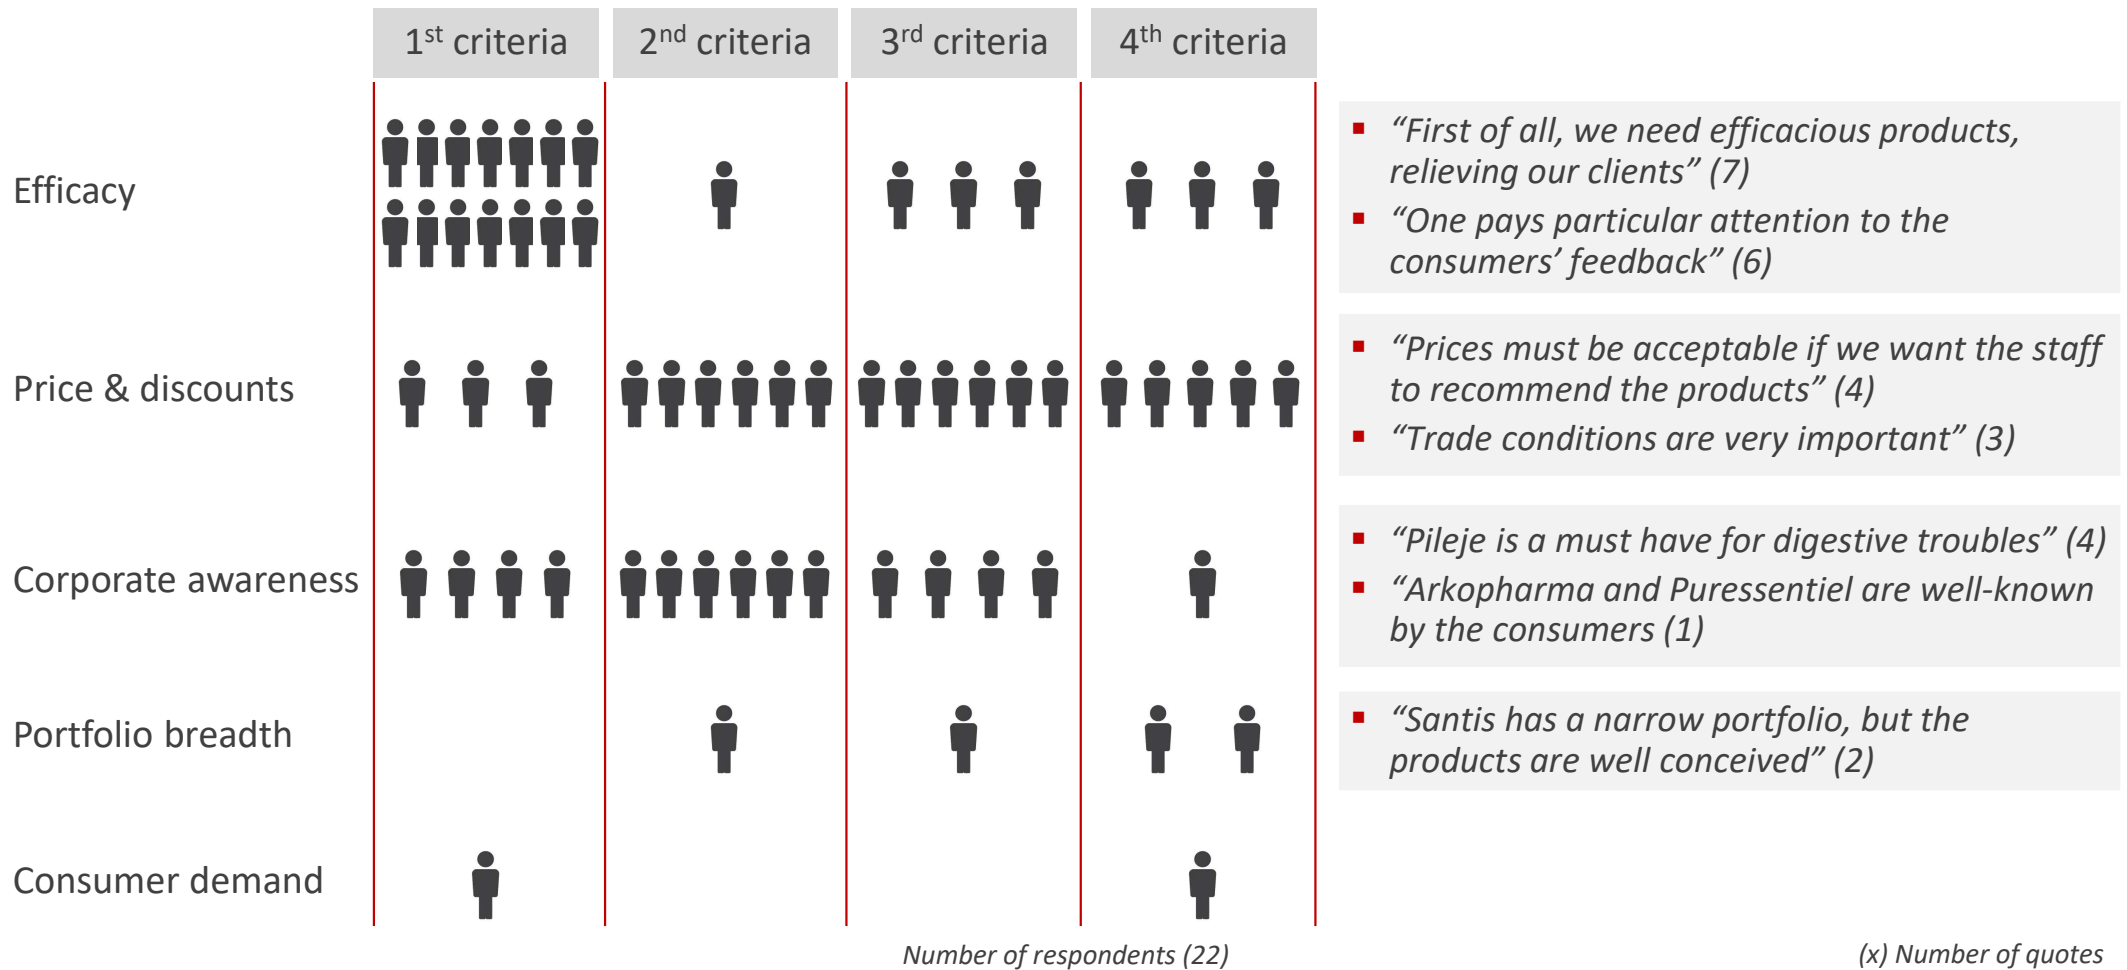 1st criteria
2nd criteria
3rd criteria
4th criteria
Efficacy
“First of all, we need efficacious products,
relieving our clients” (7)
“One pays particular attention to the
consumers’ feedback” (6)
Price & discounts
“Prices must be acceptable if we want the staff
to recommend the products” (4)
“Trade conditions are very important” (3)
Corporate awareness
“Pileje is a must have for digestive troubles” (4)
“Arkopharma and Puressentiel are well-known
by the consumers (1)
Portfolio breadth
“Santis has a narrow portfolio, but the
products are well conceived” (2)
Consumer demand
Number of respondents (22)
(x) Number of quotes